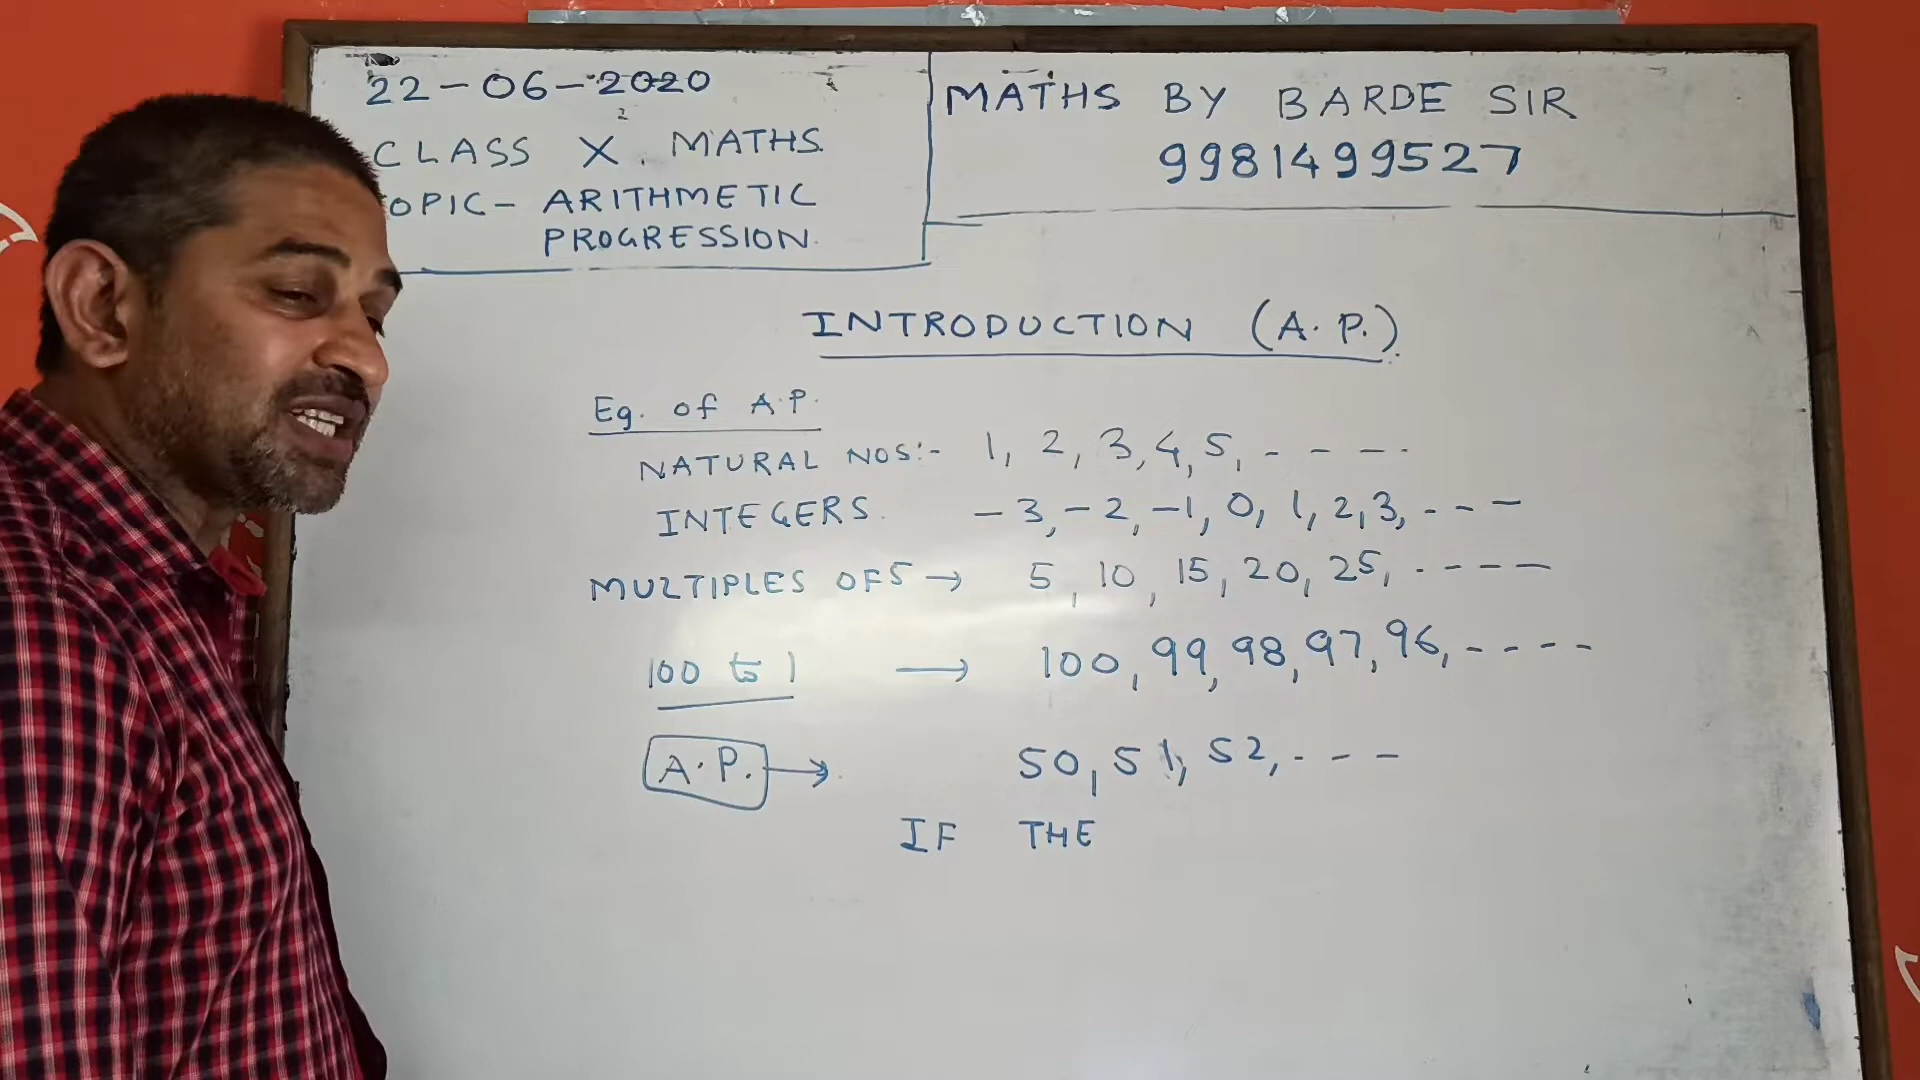 22-06-2020
CLASS X. MATHS.
OPIC- ARITHMETIC
PROGRESSION.
MATHS BY BARDE SIR
9981499527
INTRODUCTION (A.P.)
Eg. of A.P.
NATURAL NOS:- 1, 2, 3, 4, 5, - - - -
INTEGERS. -3, -2, -1, 0, 1, 2, 3, - - -
MULTIPLES OF 5 → 5, 10, 15, 20, 25, - - - -
100 to 1 → 100, 99, 98, 97, 96, - - - -
A.P. → 50, 51, 52, - - -
IF THE